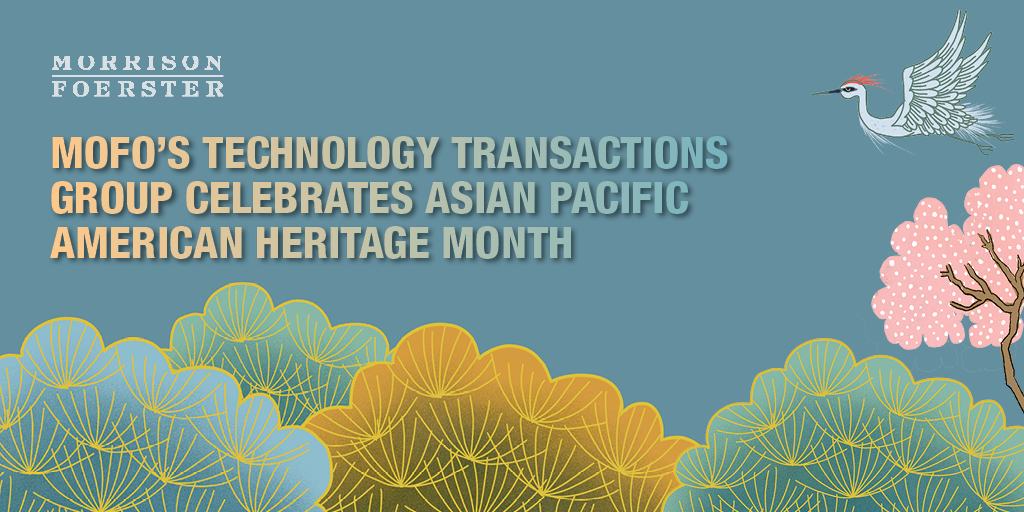 MORRISON
FOERSTER
MOFO'S TECHNOLOGY TRANSACTIONS
GROUP CELEBRATES ASIAN PACIFIC
AMERICAN HERITAGE MONTH